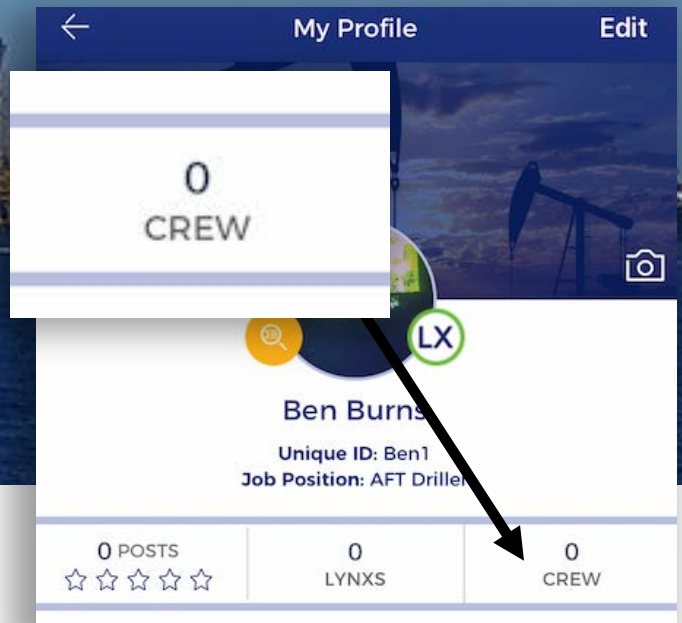 My Profile Edit
0
CREW
LX
Ben Burns
Unique ID: Ben1
Job Position: AFT Driller
0 POSTS
0
LYNXS
0
CREW